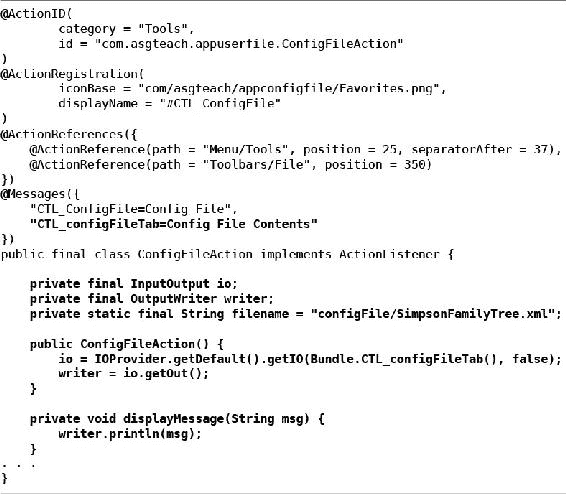 @ActionID(
        category = "Tools",
        id = "com.asgteach.appuserfile.ConfigFileAction"
)
@ActionRegistration(
        iconBase = "com/asgteach/appconfigfile/Favorites.png",
        displayName = "#CTL_ConfigFile"
)
@ActionReferences({
    @ActionReference(path = "Menu/Tools", position = 25, separatorAfter = 37),
    @ActionReference(path = "Toolbars/File", position = 350)
})
@Messages({
    "CTL_ConfigFile=Config File",
    "CTL_configFileTab=Config File Contents"
})
public final class ConfigFileAction implements ActionListener {

    private final InputOutput io;
    private final OutputWriter writer;
    private static final String filename = "configFile/SimpsonFamilyTree.xml";

    public ConfigFileAction() {
        io = IOProvider.getDefault().getIO(Bundle.CTL_configFileTab(), false);
        writer = io.getOut();
    }

    private void displayMessage(String msg) {
        writer.println(msg);
    }
. . .
}